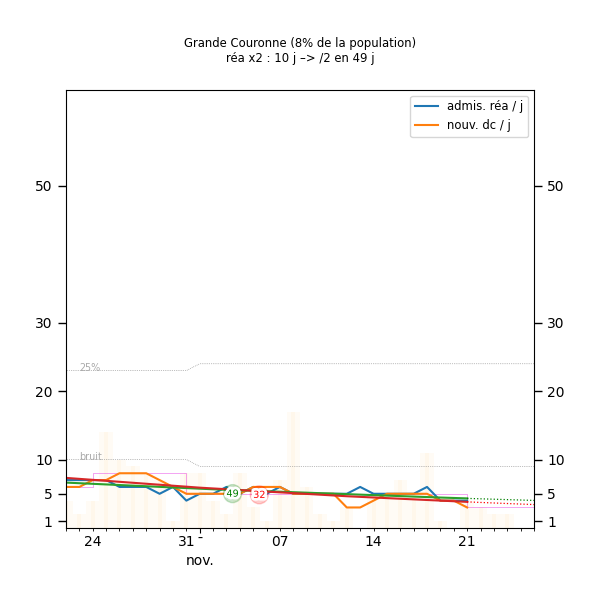 Grande Couronne (8% de la population)
réa x2 : 10 j –> /2 en 49 j
admis. réa / j
nouv. dc / j
50 50
30 30
25%
20 20
bruit
10 10
49 32
5 5
1 1
24 31 - 07 14 21
nov.